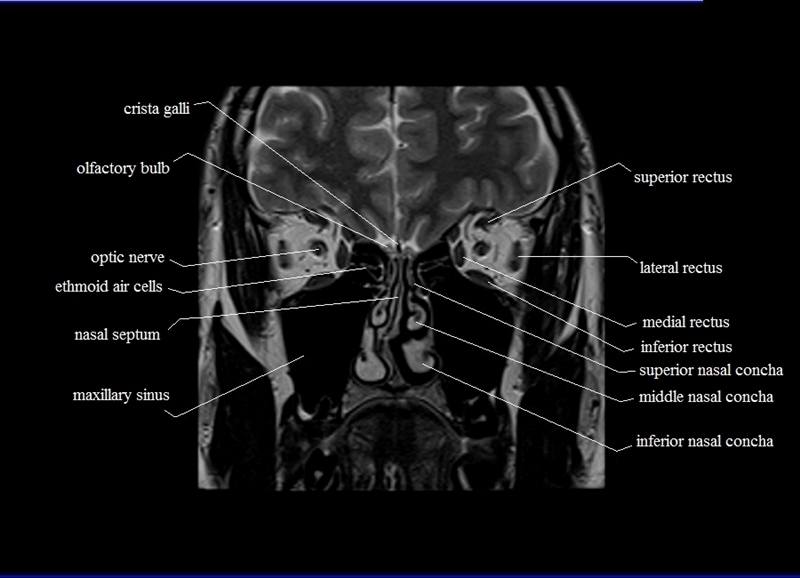 crista galli
olfactory bulb
optic nerve
ethmoid air cells
nasal septum
maxillary sinus
superior rectus
lateral rectus
medial rectus
inferior rectus
superior nasal concha
middle nasal concha
inferior nasal concha